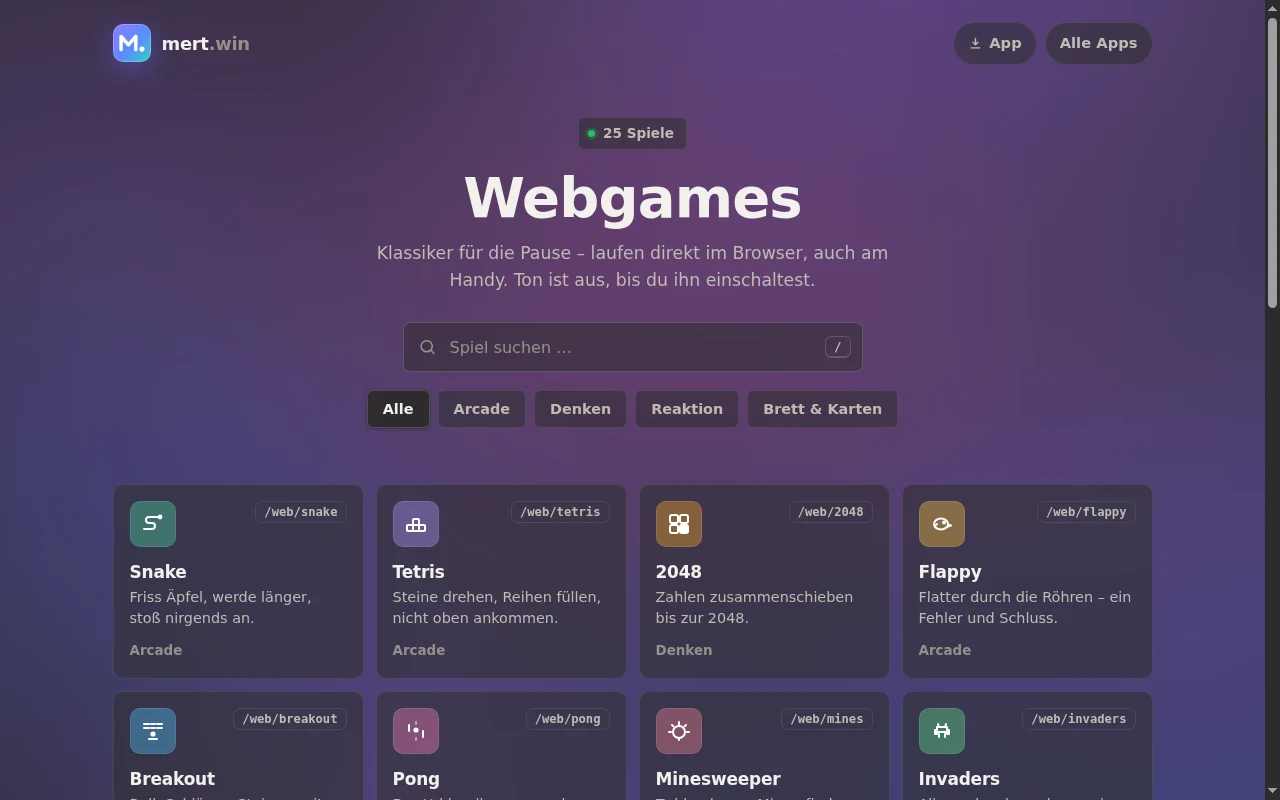 M.
mert.win
App
Alle Apps
25 Spiele
Webgames
Klassiker für die Pause – laufen direkt im Browser, auch am
Handy. Ton ist aus, bis du ihn einschaltest.
Spiel suchen ...
/
Alle
Arcade
Denken
Reaktion
Brett & Karten
/web/snake
Snake
Friss Äpfel, werde länger,
stoß nirgends an.
Arcade
/web/tetris
Tetris
Steine drehen, Reihen füllen,
nicht oben ankommen.
Arcade
/web/2048
2048
Zahlen zusammenschieben
bis zur 2048.
Denken
/web/flappy
Flappy
Flatter durch die Röhren – ein
Fehler und Schluss.
Arcade
/web/breakout
Breakout
/web/pong
Pong
/web/mines
Minesweeper
/web/invaders
Invaders